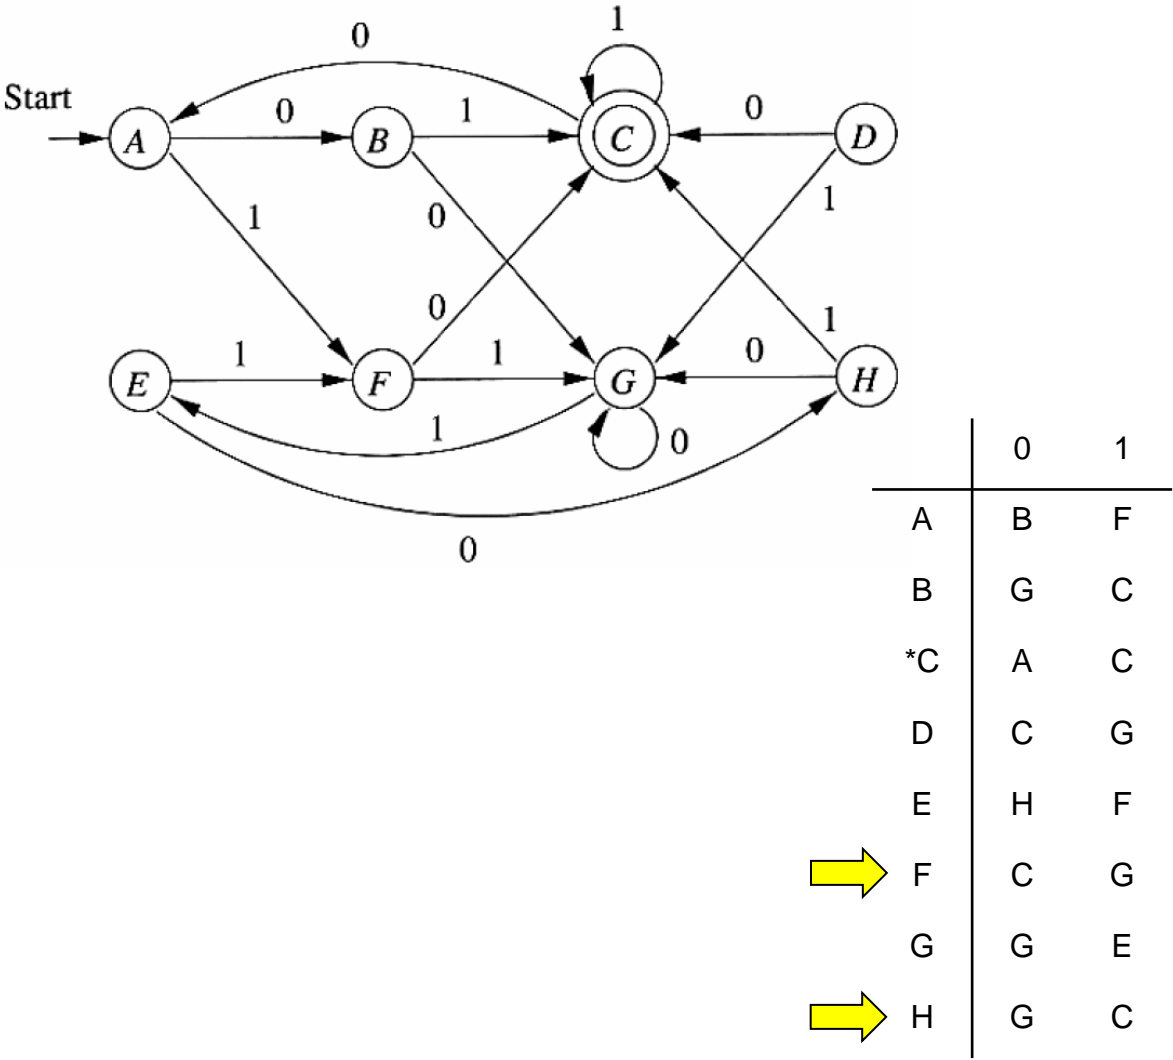 0 1
Start
A 0 B 1 C 0 D
1 0 1
0 1
E 1 F 1 G 0 H
1 0
0
0 1
A B F
B G C
*C A C
D C G
E H F
F C G
G G E
H G C